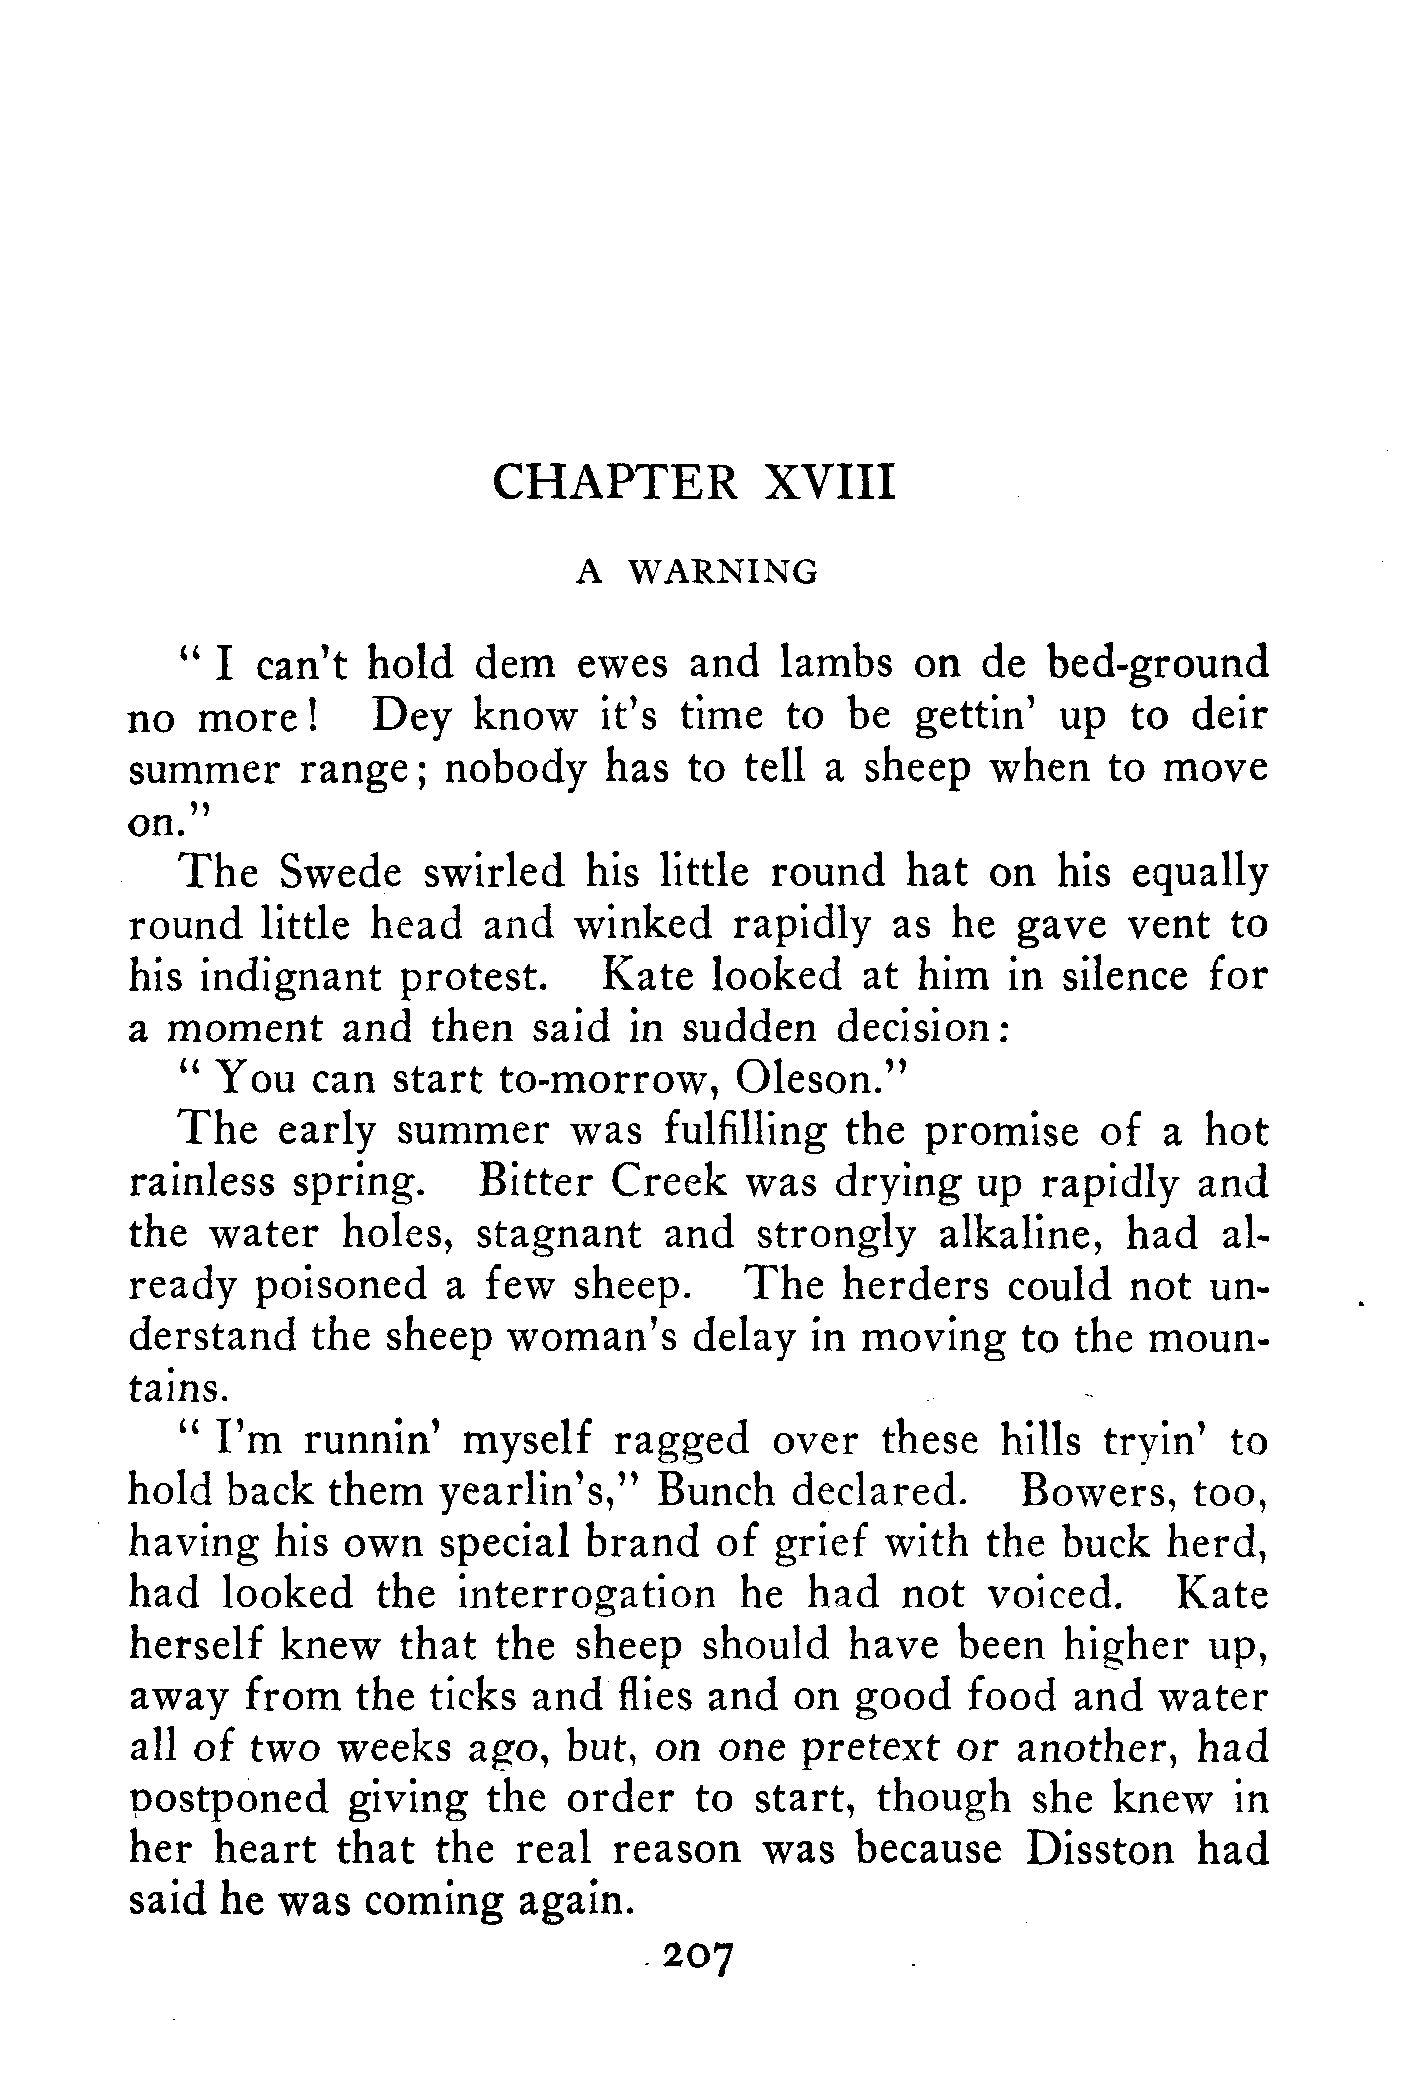 CHAPTER XVIII
A WARNING
" I can't hold dem ewes and lambs on de bed-ground
no more! Dey know it's time to be gettin' up to deir
summer range; nobody has to tell a sheep when to move
on."
The Swede swirled his little round hat on his equally
round little head and winked rapidly as he gave vent to
his indignant protest. Kate looked at him in silence for
a moment and then said in sudden decision:
" You can start to-morrow, Oleson."
The early summer was fulfilling the promise of a hot
rainless spring. Bitter Creek was drying up rapidly and
the water holes, stagnant and strongly alkaline, had al-
ready poisoned a few sheep. The herders could not un-
derstand the sheep woman's delay in moving to the moun-
tains.
" I'm runnin' myself ragged over these hills tryin' to
hold back them yearlin's," Bunch declared. Bowers, too,
having his own special brand of grief with the buck herd,
had looked the interrogation he had not voiced. Kate
herself knew that the sheep should have been higher up,
away from the ticks and flies and on good food and water
all of two weeks ago, but, on one pretext or another, had
postponed giving the order to start, though she knew in
her heart that the real reason was because Disston had
said he was coming again.
207